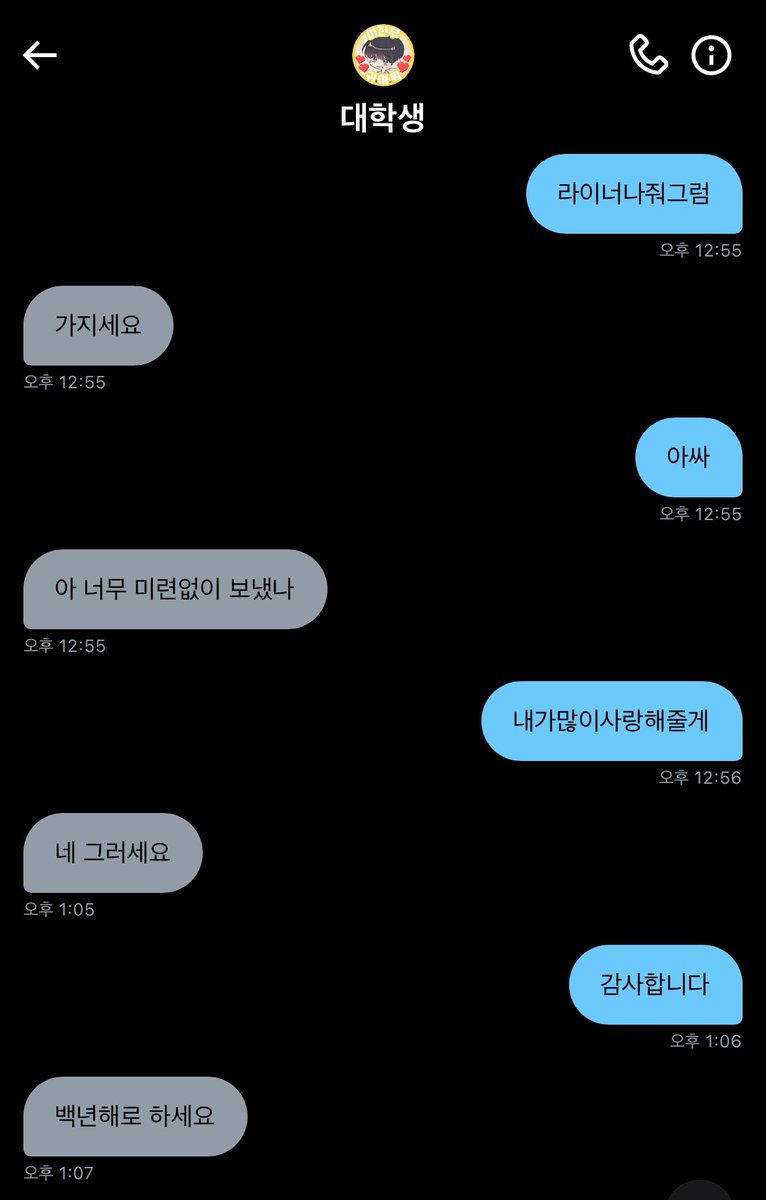 대학생
라이너나줘그럼
오후 12:55
가지세요
오후 12:55
아싸
오후 12:55
아 너무 미련없이 보냈나
오후 12:55
내가많이사랑해줄게
오후 12:56
네 그러세요
오후 1:05
감사합니다
오후 1:06
백년해로 하세요
오후 1:07